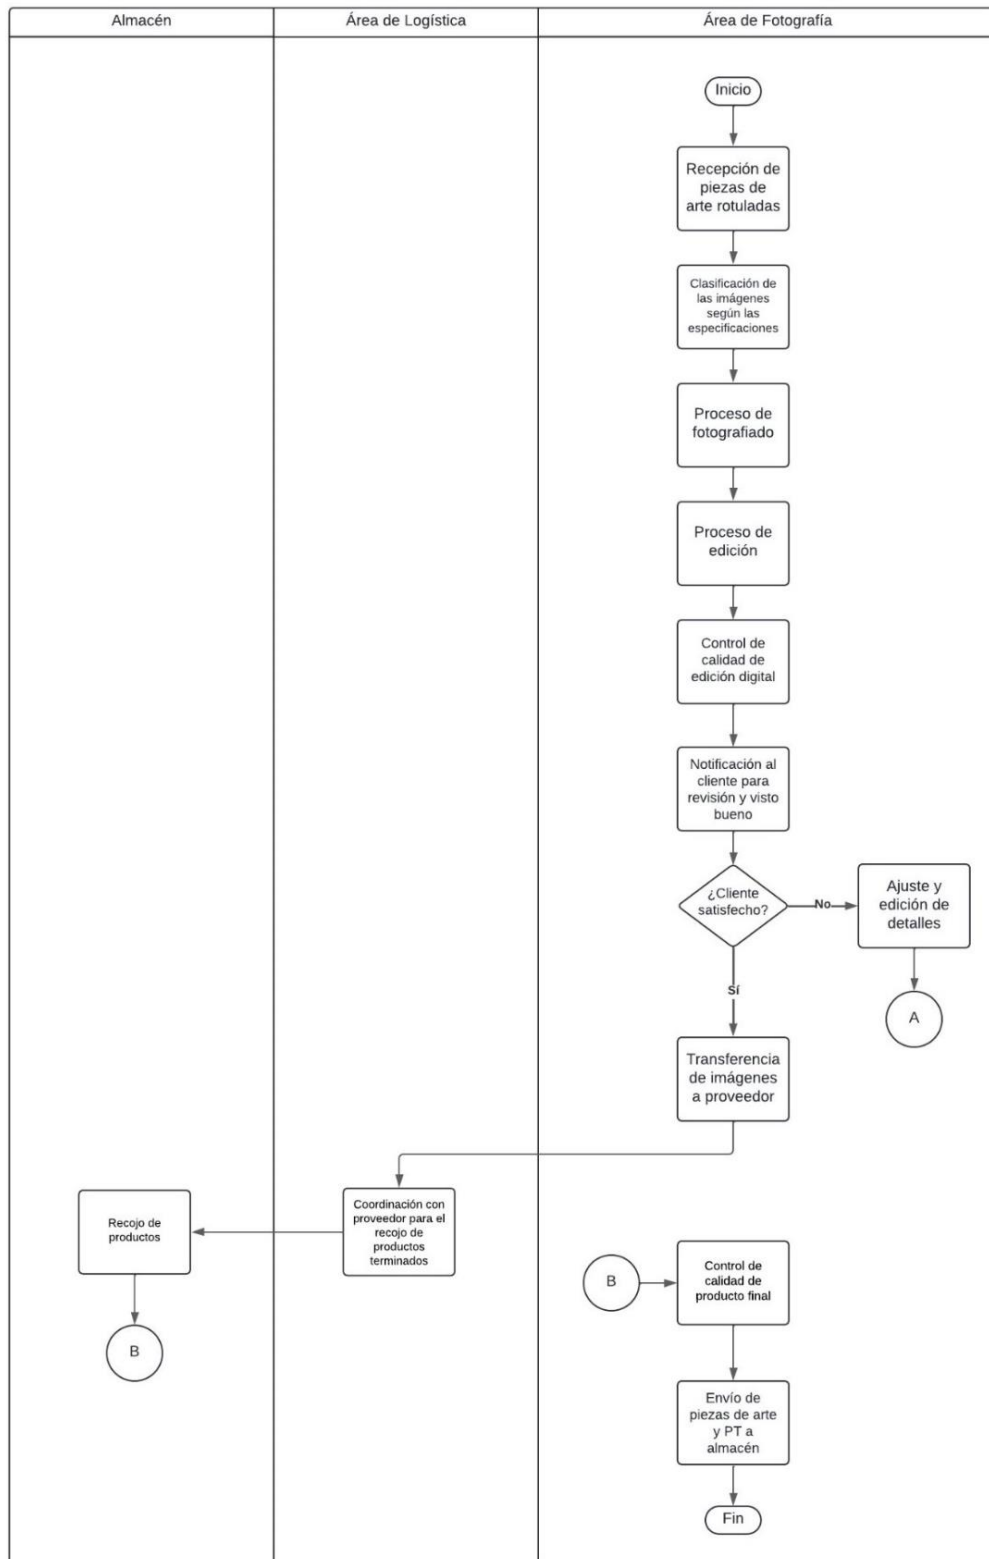 Almacén
Área de Logística
Área de Fotografía
Inicio
Recepción de
piezas de
arte rotuladas
Clasificación de
las imágenes
según las
especificaciones
Proceso de
fotografiado
Proceso de
edición
Control de
calidad de
edición digital
Notificación al
cliente para
revisión y visto
bueno
¿Cliente
satisfecho?
No
Ajuste y
edición de
detalles
A
Sí
Transferencia
de imágenes
a proveedor
Coordinación con
proveedor para el
recojo de
productos
terminados
Recojo de
productos
B
B
Control de
calidad de
producto final
Envío de
piezas de arte
y PT a
almacén
Fin